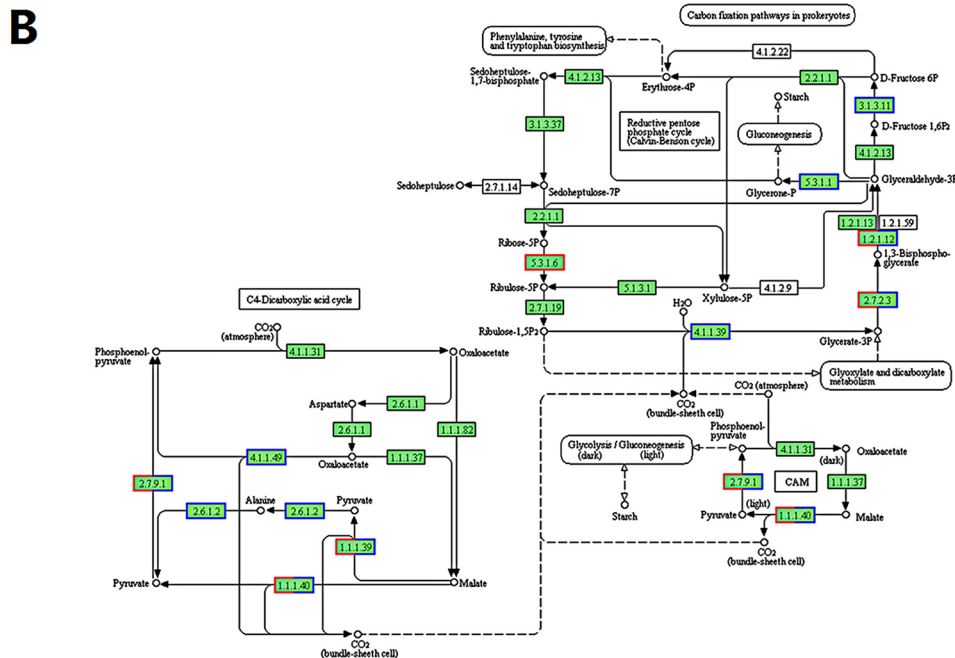 B
Carbon fixation pathways in prokeryotes
Phenylalanine, tyrosine
and tryptophan biosynthesis
4.1.2.22
Sedoheptulose-
1,7-bisphosphate
4.1.2.13
Erythrose-4P
2.2.1.1
D-Fructose 6P
Starch
3.1.3.11
3.1.3.37
Reductive pentose
phosphate cycle
(Calvin-Benson cycle)
Gluconeogenesis
D-Fructose 1,6P2
4.1.2.13
Sedoheptulose
2.7.1.14
Sedoheptulose-7P
Glycerone-P
5.3.1.1
Glyceraldehyde-3P
2.2.1.1
1.2.1.13
1.2.1.59
Ribose-5P
1.2.1.12
5.3.1.6
1,3-Bisphospho-
glycerate
Ribulose-5P
5.1.3.1
Xylulose-5P
4.1.2.9
2.7.2.3
C4-Dicarboxylic acid cycle
2.7.1.19
H2O
CO2
(atmosphere)
Ribulose-1,5P2
4.1.1.39
Glycerate-3P
Phosphoenol-
pyruvate
4.1.1.31
Oxaloacetate
Glyoxylate and dicarboxylate
metabolism
CO2 (atmosphere)
CO2
(bundle-sheeth cell)
Aspartate
2.6.1.1
Phosphoenol-
pyruvate
2.6.1.1
1.1.1.82
Glycolysis / Gluconeogenesis
(dark) (light)
4.1.1.31
(dark)
Oxaloacetate
4.1.1.49
Oxaloacetate
1.1.1.37
2.7.9.1
2.7.9.1
CAM
1.1.1.37
Alanine
Pyruvate
(light)
Starch
2.6.1.2
2.6.1.2
Pyruvate
1.1.1.40
Malate
1.1.1.39
CO2
(bundle-sheeth cell)
Pyruvate
1.1.1.40
Malate
CO2
(bundle-sheeth cell)